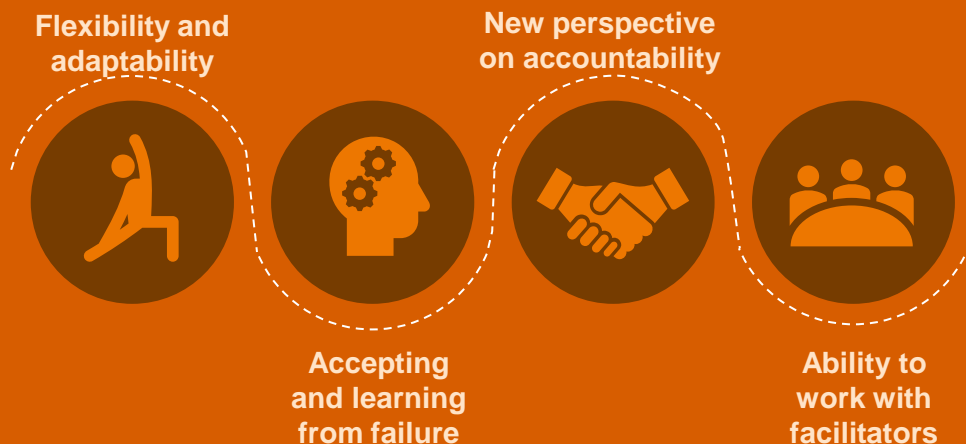 Flexibility and
adaptability
New perspective
on accountability
Accepting
and learning
from failure
Ability to
work with
facilitators